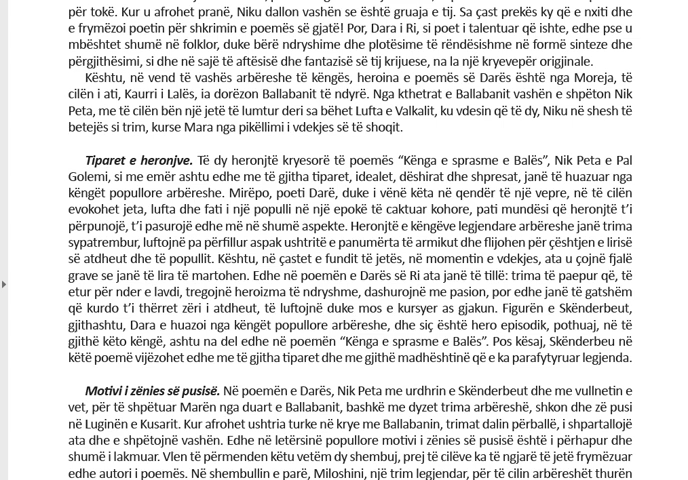 për tokë. Kur u afrohet pranë, Niku dallon vashën se është gruaja e tij. Sa çast prekës ky që e nxiti dhe
e frymëzoi poetin për shkrimin e poemës së gjatë! Por, Dara i Ri, si poet i talentuar që ishte, edhe pse u
mbështet shumë në folklor, duke bërë ndryshime dhe plotësime të rëndësishme në formë sinteze dhe
përgjithësimi, si dhe në sajë të aftësisë dhe fantazisë së tij krijuese, na la një kryevepër origjinale.
Kështu, në vend të vashës arbëreshe të këngës, heroina e poemës së Darës është nga Moreja, të
cilën i ati, Kaurri i Lalës, ia dorëzon Ballabanit të ndyrë. Nga kthetrat e Ballabanit vashën e shpëton Nik
Peta, me të cilën bën një jetë të lumtur deri sa bëhet Lufta e Valkalit, ku vdesin që të dy, Niku në shesh të
betejës si trim, kurse Mara nga pikëllimi i vdekjes së të shoqit.
Tiparet e heronjve. Të dy heronjtë kryesorë të poemës “Kënga e sprasme e Balës”, Nik Peta e Pal
Golemi, si me emër ashtu edhe me të gjitha tiparet, idealet, dëshirat dhe shpresat, janë të huazuar nga
këngët popullore arbëreshe. Mirëpo, poeti Darë, duke i vënë këta në qendër të një vepre, në të cilën
evokohet jeta, lufta dhe fati i një populli në një epokë të caktuar kohore, pati mundësi që heronjtë t’i
përpunojë, t’i pasurojë edhe më në shumë aspekte. Heronjtë e këngëve legjendare arbëreshe janë trima
sypatrembur, luftojnë pa përfillur aspak ushtritë e panumërta të armikut dhe flijohen për çështjen e lirisë
së atdheut dhe të popullit. Kështu, në çastet e fundit të jetës, në momentin e vdekjes, ata u çojnë fjalë
grave se janë të lira të martohen. Edhe në poemën e Darës së Ri ata janë të tillë: trima të paepur që, të
etur për nder e lavdi, tregojnë heroizma të ndryshme, dashurojnë me pasion, por edhe janë të gatshëm
që kurdo t’i thërret zëri i atdheut, të luftojnë duke mos e kursyer as gjakun. Figurën e Skënderbeut,
gjithashtu, Dara e huazoi nga këngët popullore arbëreshe, dhe siç është hero episodik, pothuaj, në të
gjithë këto këngë, ashtu na del edhe në poemën “Kënga e sprasme e Balës”. Pos kësaj, Skënderbeu në
këtë poemë vijëzohet edhe me të gjitha tiparet dhe me gjithë madhështinë që e ka parafytyruar legjenda.
Motivi i zënies së pusisë. Në poemën e Darës, Nik Peta me urdhrin e Skënderbeut dhe me vullnetin e
vet, për të shpëtuar Marën nga duart e Ballabanit, bashkë me dyzet trima arbëreshë, shkon dhe zë pusi
në Luginën e Kusarit. Kur afrohet ushtria turke në krye me Ballabanin, trimat dalin përballë, i shpartallojë
ata dhe e shpëtojnë vashën. Edhe në letërsinë popullore motivi i zënies së pusisë është i përhapur dhe
shumë i lakmuar. Vlen të përmenden këtu vetëm dy shembuj, prej të cilëve ka të ngjarë të jetë frymëzuar
edhe autori i poemës. Në shembullin e parë, Miloshini, një trim legjendar, për të cilin arbëreshët thurën